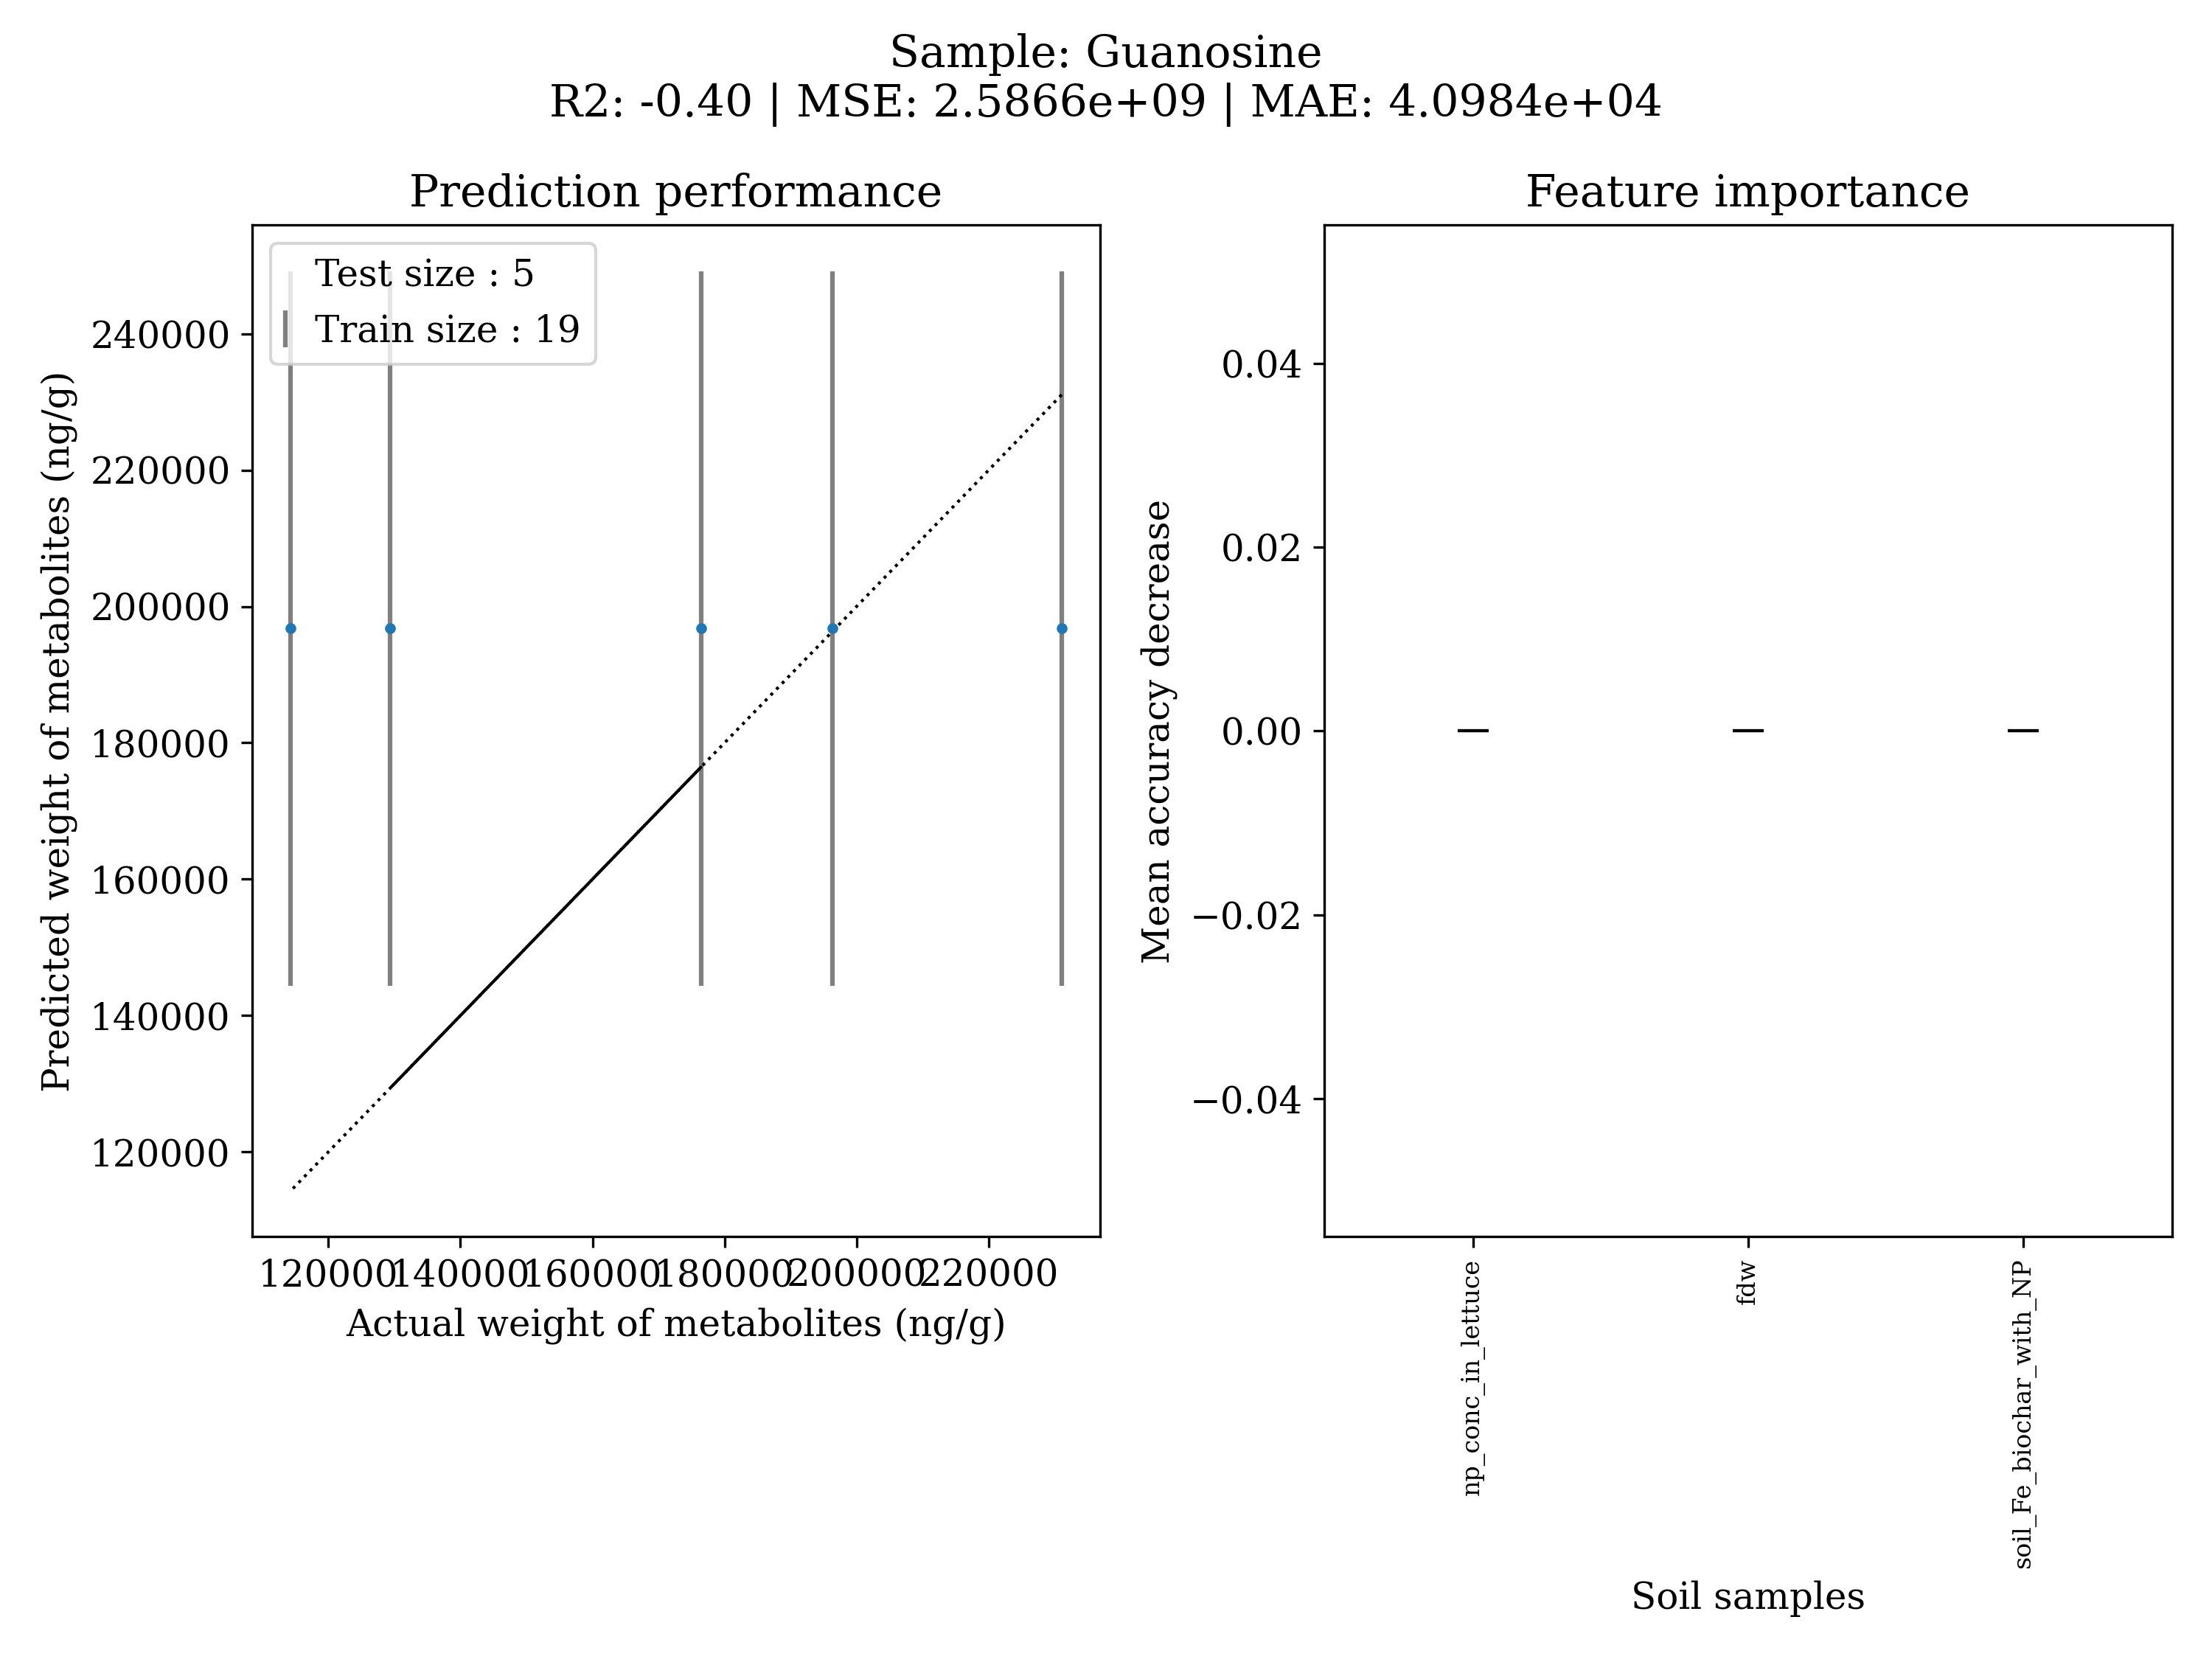 Sample: Guanosine
R2: -0.40 | MSE: 2.5866e+09 | MAE: 4.0984e+04
Prediction performance
Test size : 5
Train size : 19
Predicted weight of metabolites (ng/g)
240000
220000
200000
180000
160000
140000
120000
120000 140000 160000 180000 200000 220000
Actual weight of metabolites (ng/g)
Feature importance
Mean accuracy decrease
0.04
0.02
0.00
−0.02
−0.04
np_conc_in_lettuce
fdw
soil_Fe_biochar_with_NP
Soil samples